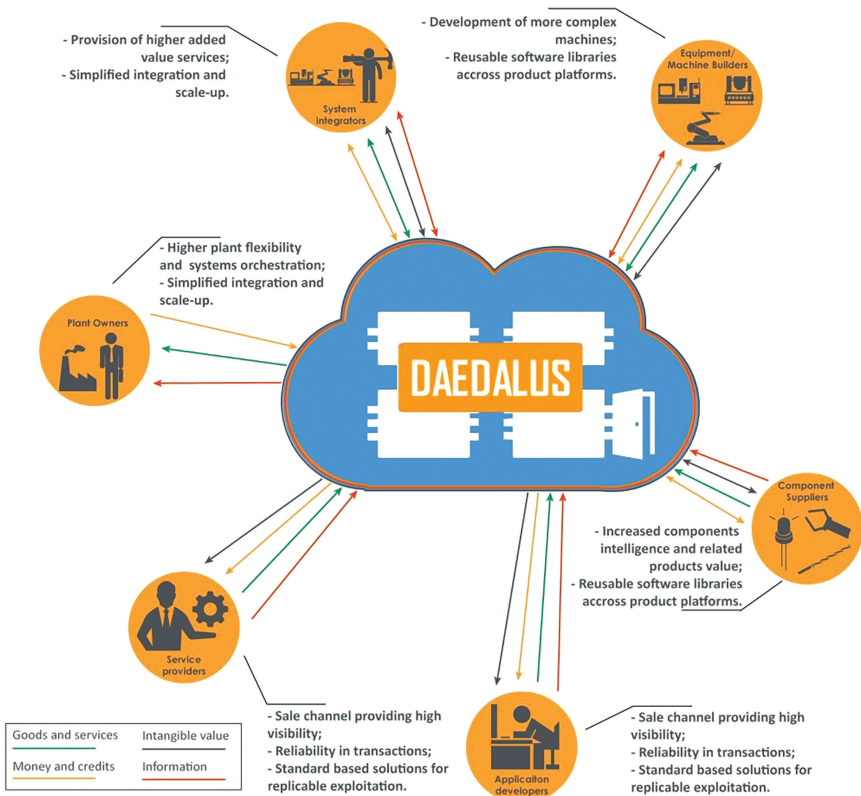 - Provision of higher added
value services;
- Simplified integration and
scale-up.
System
integrators
- Development of more complex
machines;
- Reusable software libraries
accross product platforms.
Equipment/
Machine Builders
- Higher plant flexibility
and systems orchestration;
- Simplified integration and
scale-up.
Plant Owners
DAEDALUS
Component
Suppliers
- Increased components
intelligence and related
products value;
- Reusable software libraries
accross product platforms.
Service
providers
- Sale channel providing high
visibility;
- Reliability in transactions;
- Standard based solutions for
replicable exploitation.
Applicaiton
developers
- Sale channel providing high
visibility;
- Reliability in transactions;
- Standard based solutions for
replicable exploitation.
Goods and services
Intangible value
Money and credits
Information